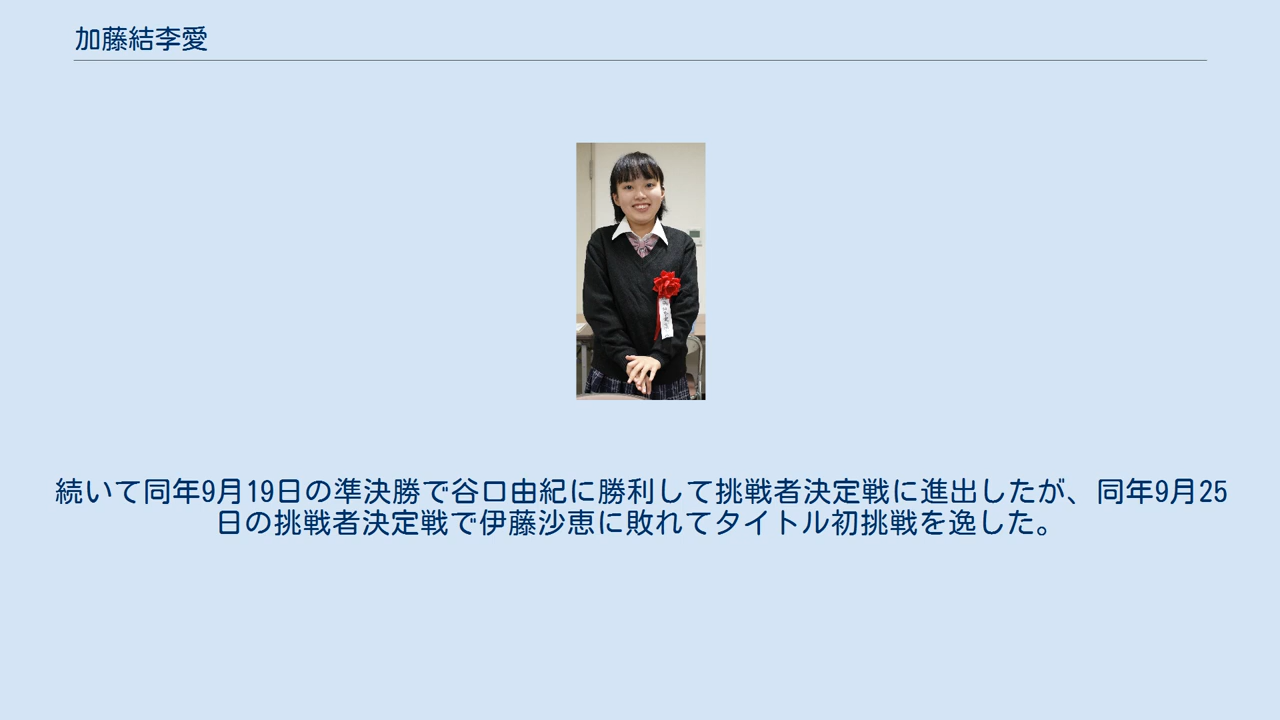 加藤結李愛
続いて同年9月19日の準決勝で谷口由紀に勝利して挑戦者決定戦に進出したが、同年9月25
日の挑戦者決定戦で伊藤沙恵に敗れてタイトル初挑戦を逸した。